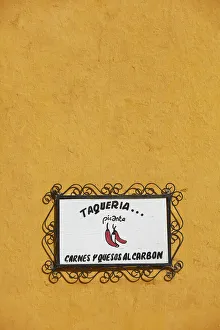 TAQUERIA...
picante
CARNES Y QUESOS AL CARBON